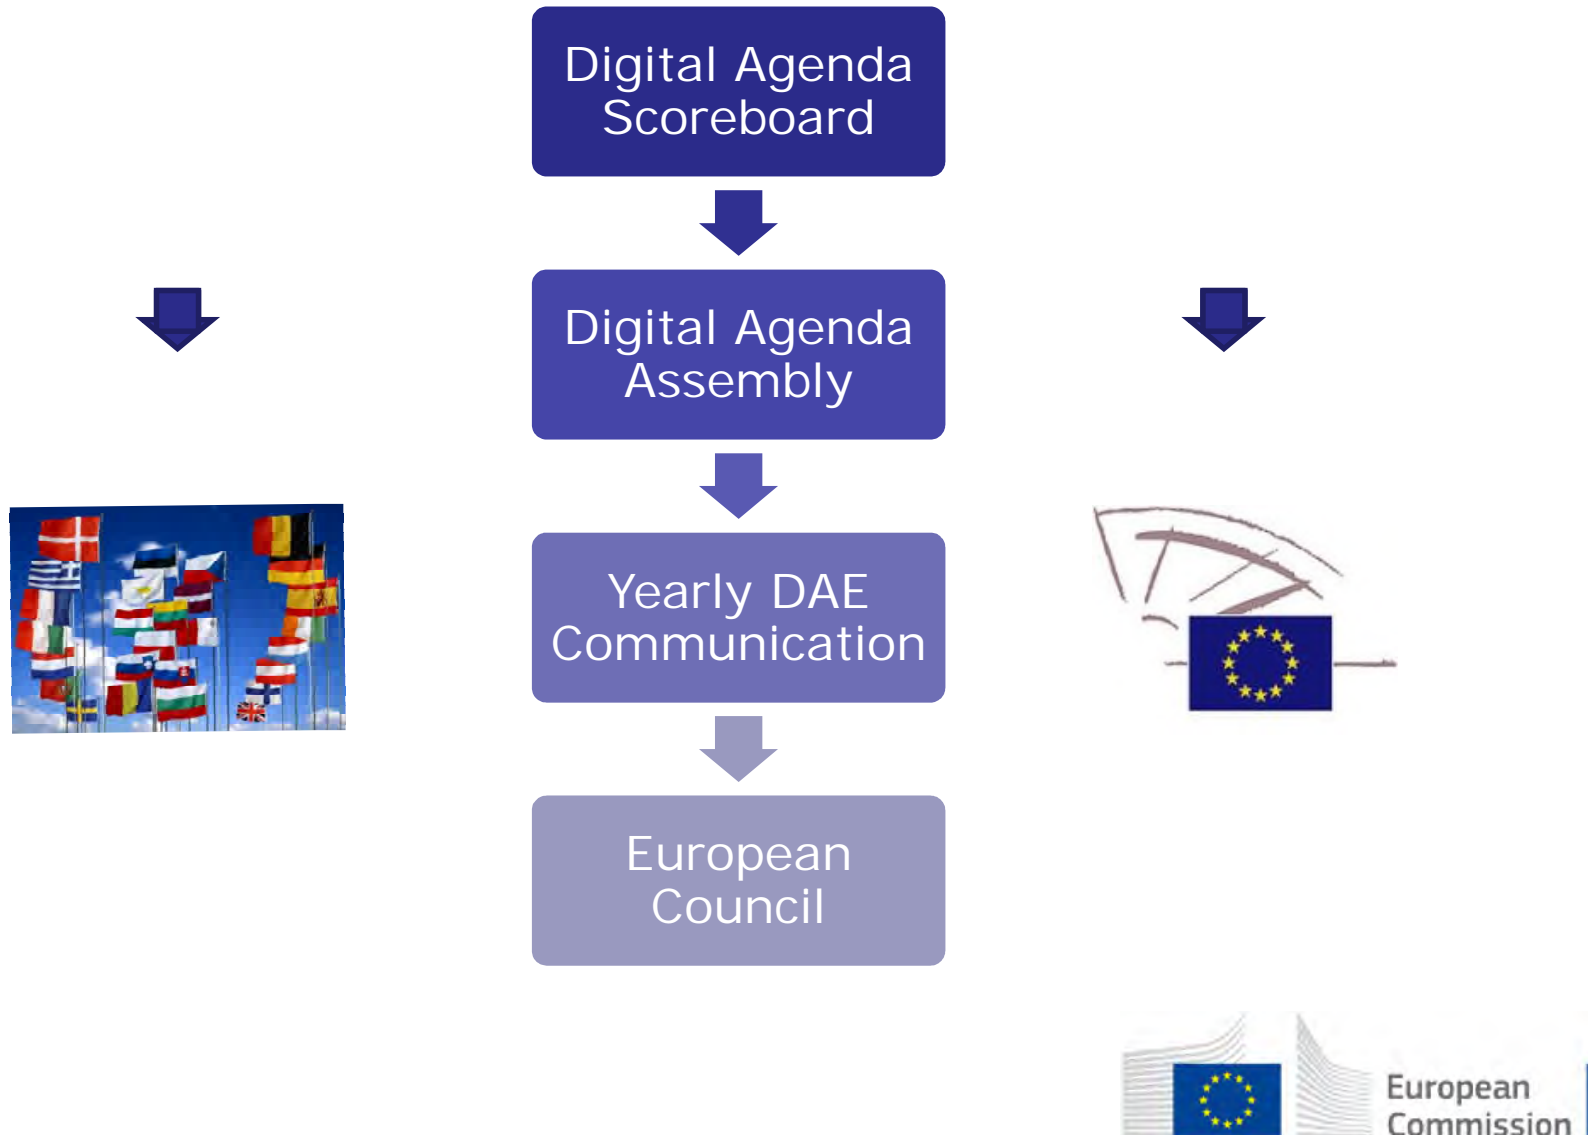 Digital Agenda
Scoreboard
Digital Agenda
Assembly
Yearly DAE
Communication
European
Council
European
Commission